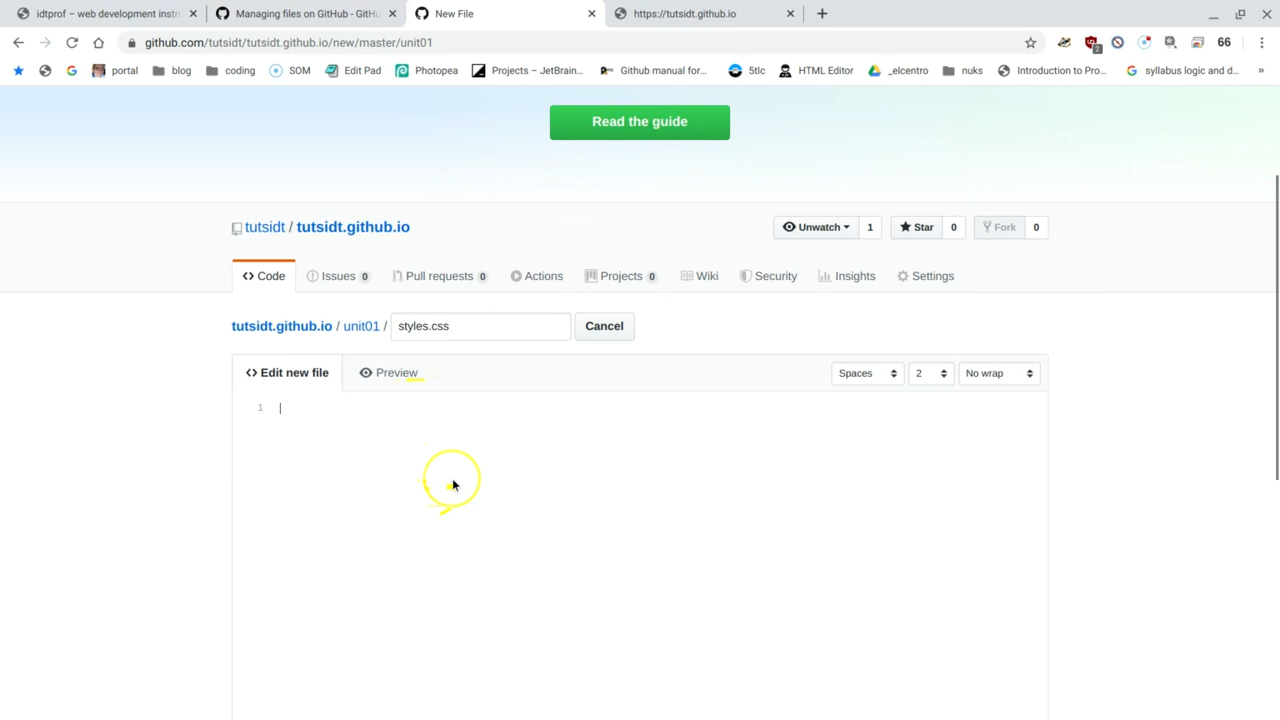 idtprof – web development instru
Managing files on GitHub - GitHu
New File
https://tutsidt.github.io
github.com/tutsidt/tutsidt.github.io/new/master/unit01
2
66
portal
blog
coding
SOM
Edit Pad
Photopea
Projects – JetBrain...
Github manual for...
5tlc
HTML Editor
_elcentro
nuks
Introduction to Pro...
syllabus logic and d...
»
Read the guide
tutsidt / tutsidt.github.io
Unwatch 1
Star 0
Fork 0
Code
Issues 0
Pull requests 0
Actions
Projects 0
Wiki
Security
Insights
Settings
tutsidt.github.io / unit01 / styles.css Cancel
Edit new file
Preview
Spaces
2
No wrap
1